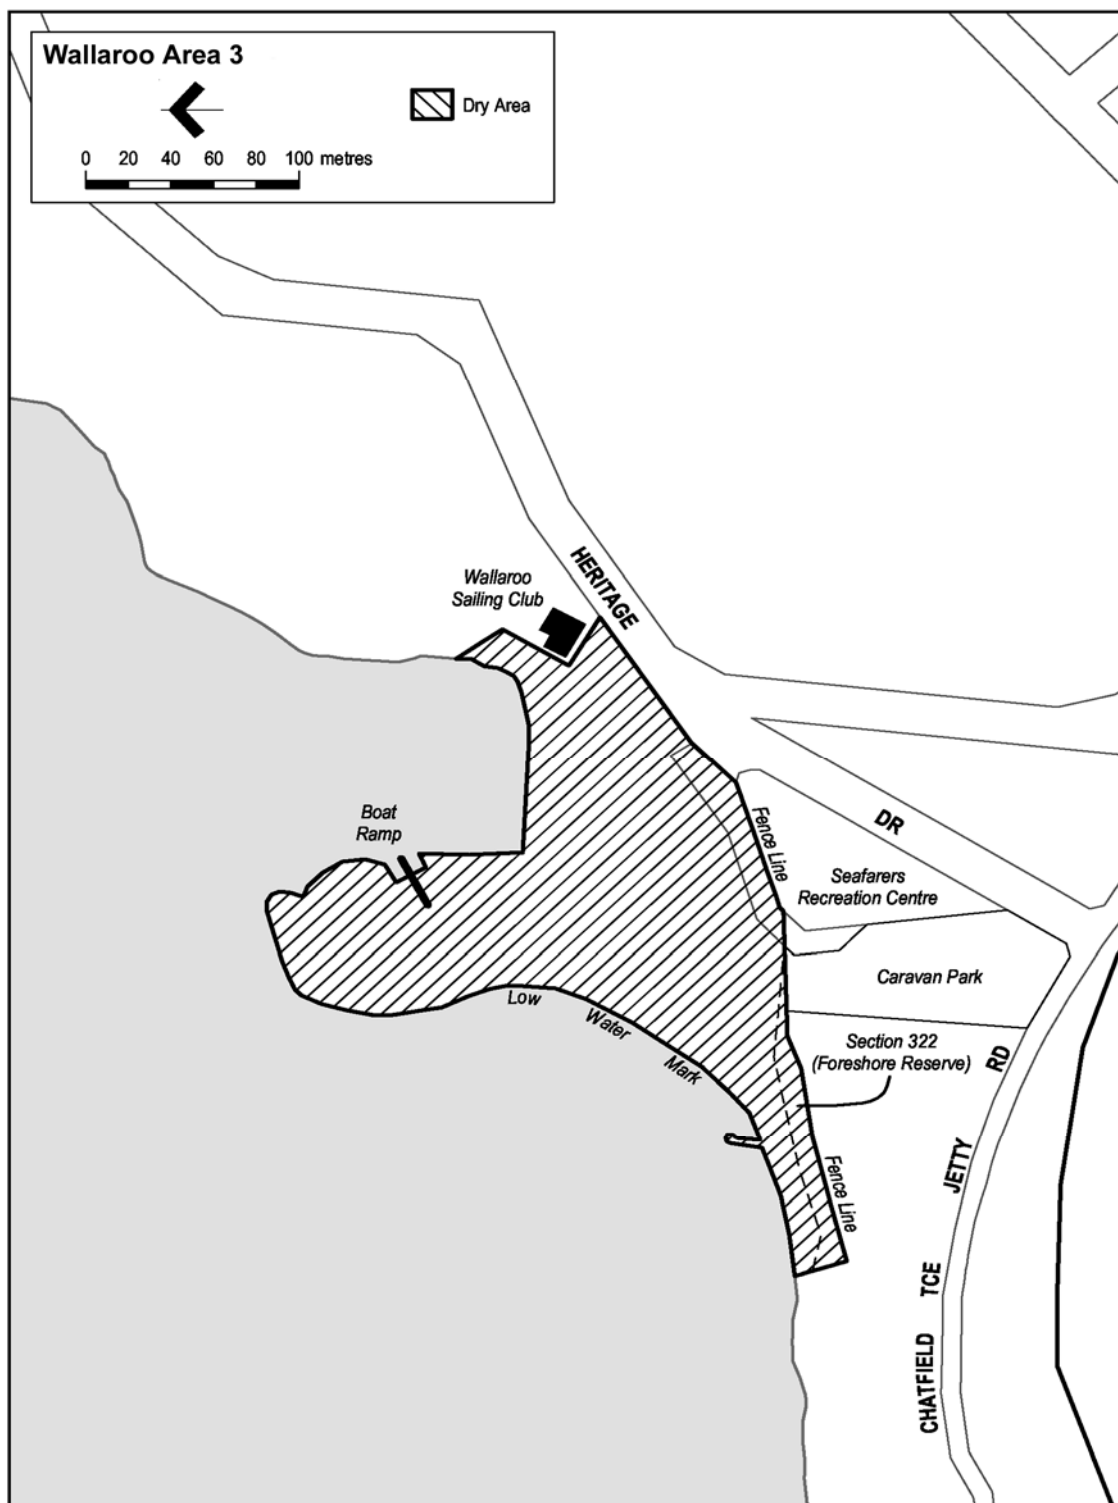 Wallaroo Area 3
Dry Area
0 20 40 60 80 100 metres
HERITAGE
Wallaroo
Sailing Club
Boat
Ramp
Fence Line
DR
Seafarers
Recreation Centre
Caravan Park
Low Water Mark
Section 322
(Foreshore Reserve)
RD
JETTY
Fence Line
TCE
CHATFIELD